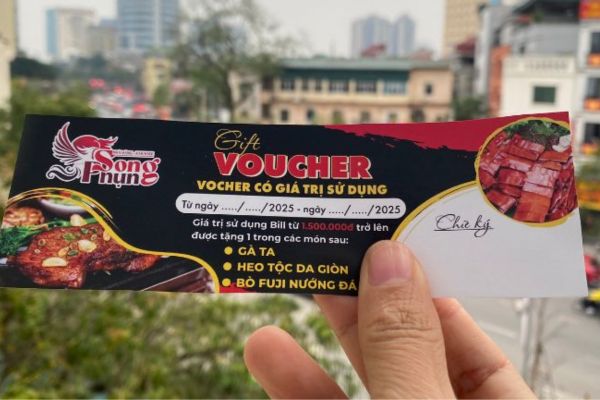 Song
Phụn
Gift
VOUCHER
VOCHER CÓ GIÁ TRỊ SỬ DỤNG
Từ ngày ...../ ...../2025 - ngày ...../ ...../2025
Giá trị sử dụng Bill từ 1.500.000đ trở lên
được tặng 1 trong các món sau:
GÀ TA
HEO TỘC DA GIÒN
BÒ FUJI NƯỚNG ĐÁ
Chữ ký